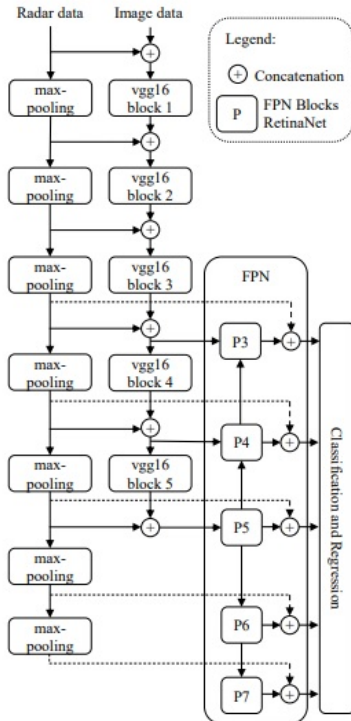 Radar data
Image data
Legend:
+ Concatenation
P FPN Blocks
RetinaNet
+
max-
pooling
vgg16
block 1
+
max-
pooling
vgg16
block 2
+
max-
pooling
vgg16
block 3
FPN
+
P3
+
max-
pooling
vgg16
block 4
+
P4
+
max-
pooling
vgg16
block 5
+
P5
+
max-
pooling
P6
+
max-
pooling
P7
+
Classification and Regression